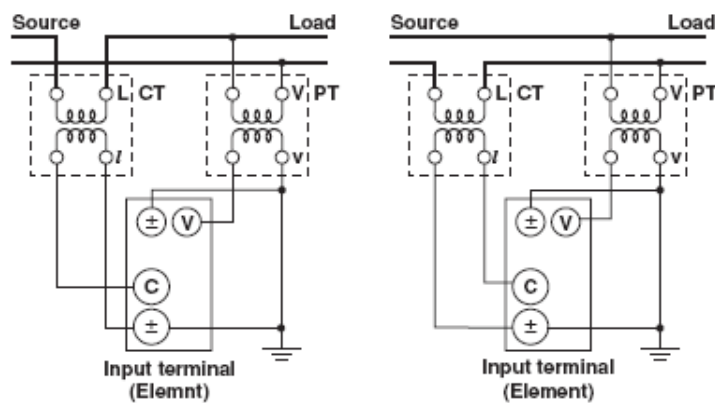 Source Load
L CT V PT
l v
± V
C
±
Input terminal
(Elemnt)
Source Load
L CT V PT
l v
± V
C
±
Input terminal
(Element)